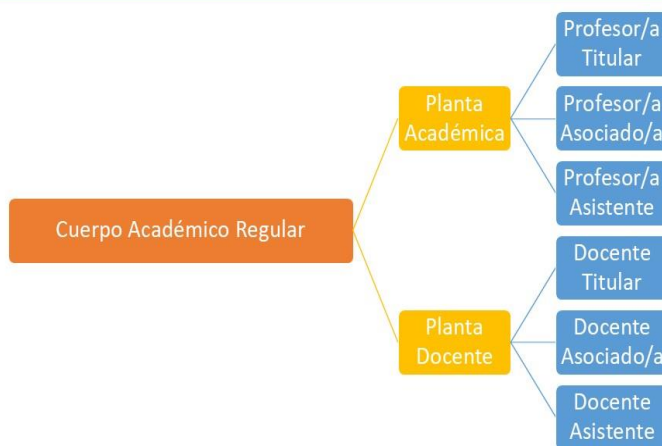 Cuerpo Académico Regular
Planta
Académica
Profesor/a
Titular
Profesor/a
Asociado/a
Profesor/a
Asistente
Planta
Docente
Docente
Titular
Docente
Asociado/a
Docente
Asistente